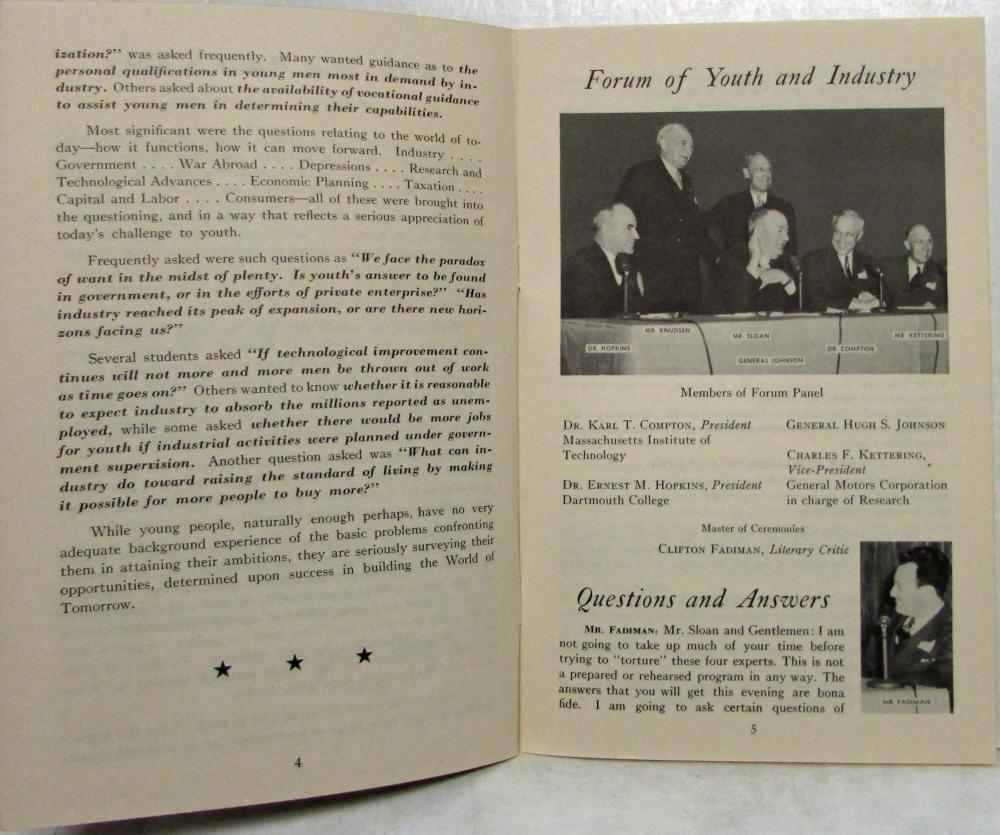 ization?" was asked frequently. Many wanted guidance as to the
personal qualifications in young men most in demand by in-
dustry. Others asked about the availability of vocational guidance
to assist young men in determining their capabilities.
Most significant were the questions relating to the world of to-
day—how it functions, how it can move forward. Industry . . . .
Government . . . . War Abroad . . . . Depressions . . . . Research and
Technological Advances . . . . Economic Planning . . . . Taxation . . . .
Capital and Labor . . . . Consumers—all of these were brought into
the questioning, and in a way that reflects a serious appreciation of
today's challenge to youth.
Frequently asked were such questions as "We face the paradox
of want in the midst of plenty. Is youth's answer to be found
in government, or in the efforts of private enterprise?" "Has
industry reached its peak of expansion, or are there new hori-
zons facing us?"
Several students asked "If technological improvement con-
tinues will not more and more men be thrown out of work
as time goes on?" Others wanted to know whether it is reasonable
to expect industry to absorb the millions reported as unem-
ployed, while some asked whether there would be more jobs
for youth if industrial activities were planned under govern-
ment supervision. Another question asked was "What can in-
dustry do toward raising the standard of living by making
it possible for more people to buy more?"
While young people, naturally enough perhaps, have no very
adequate background experience of the basic problems confronting
them in attaining their ambitions, they are seriously surveying their
opportunities, determined upon success in building the World of
Tomorrow.
4
Forum of Youth and Industry
DR. HOPKINS
MR. KNUDSEN
MR. SLOAN
GENERAL JOHNSON
DR. COMPTON
MR. KETTERING
Members of Forum Panel
DR. KARL T. COMPTON, President
Massachusetts Institute of
Technology
DR. ERNEST M. HOPKINS, President
Dartmouth College
GENERAL HUGH S. JOHNSON
CHARLES F. KETTERING,
Vice-President
General Motors Corporation
in charge of Research
Master of Ceremonies
CLIFTON FADIMAN, Literary Critic
Questions and Answers
MR. FADIMAN: Mr. Sloan and Gentlemen: I am
not going to take up much of your time before
trying to "torture" these four experts. This is not
a prepared or rehearsed program in any way. The
answers that you will get this evening are bona
fide. I am going to ask certain questions of
MR. FADIMAN
5